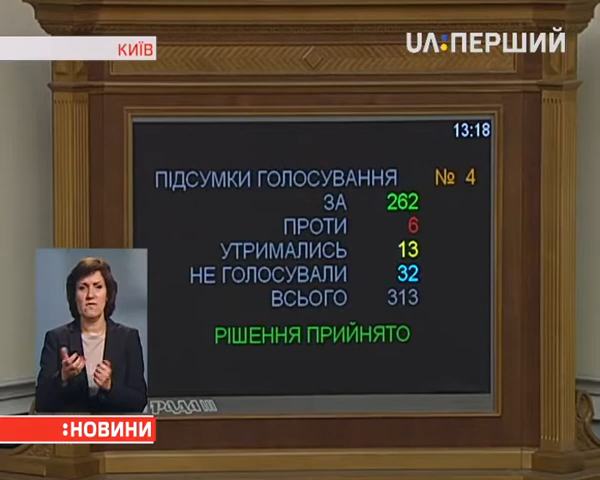 КИЇВ
UA:ПЕРШИЙ
13:18
ПІДСУМКИ ГОЛОСУВАННЯ № 4
ЗА 262
ПРОТИ 6
УТРИМАЛИСЬ 13
НЕ ГОЛОСУВАЛИ 32
ВСЬОГО 313
РІШЕННЯ ПРИЙНЯТО
РАДА
:НОВИНИ